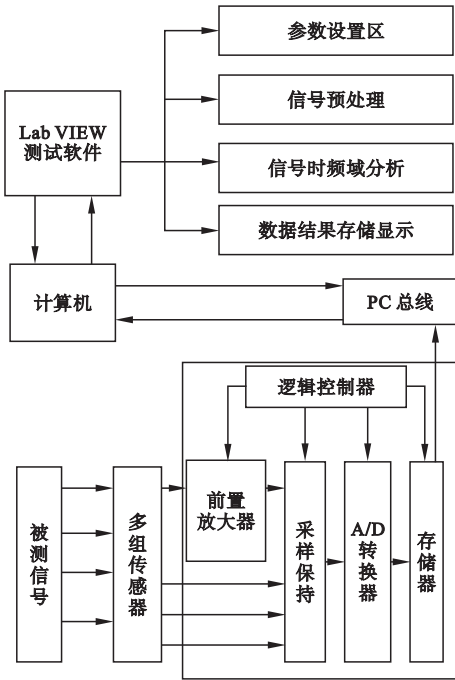 参数设置区
信号预处理
Lab VIEW
测试软件
信号时频域分析
数据结果存储显示
计算机
PC 总线
逻辑控制器
被测信号
多组传感器
前置
放大器
采样保持
A/D
转换器
存储器